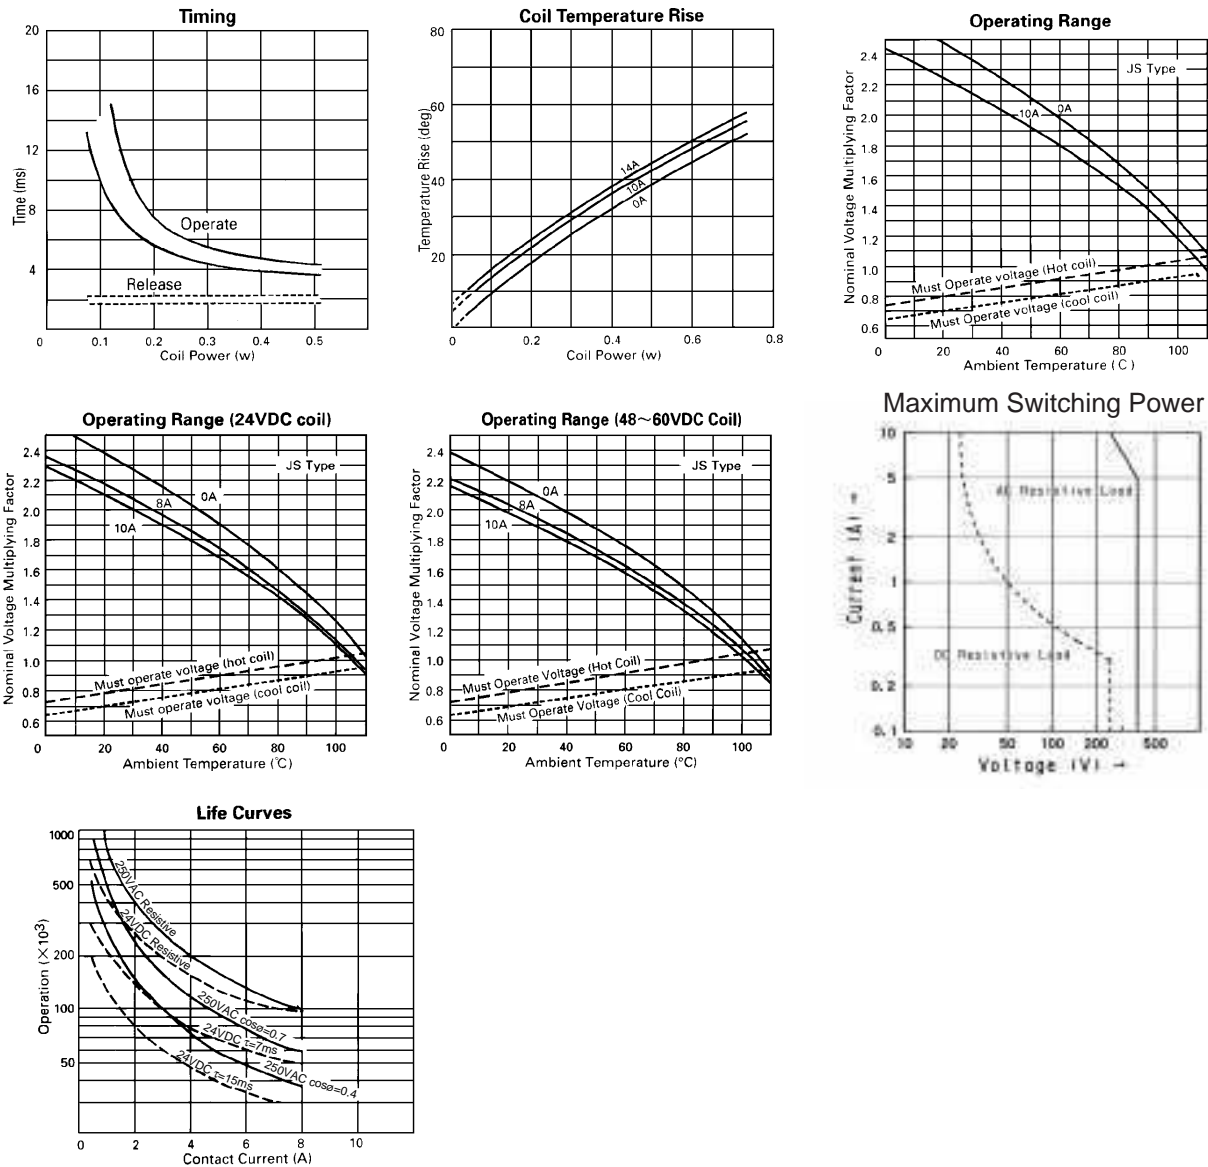 Timing
20
16
12
8
4
0
0.1
0.2
0.3
0.4
0.5
Time (ms)
Operate
Release
Coil Power (w)
Coil Temperature Rise
80
60
40
20
0
0.2
0.4
0.6
0.8
Temperature Rise (deg)
14A
10A
0A
Coil Power (w)
Operating Range
2.4
2.2
2.0
1.8
1.6
1.4
1.2
1.0
0.8
0.6
0
20
40
60
80
100
Nominal Voltage Multiplying Factor
JS Type
10A
0A
Must Operate voltage (Hot coil)
Must Operate voltage (cool coil)
Ambient Temperature (C)
Operating Range (24VDC coil)
2.4
2.2
2.0
1.8
1.6
1.4
1.2
1.0
0.8
0.6
0
20
40
60
80
100
Nominal Voltage Multiplying Factor
JS Type
0A
8A
10A
Must operate voltage (hot coil)
Must operate voltage (cool coil)
Ambient Temperature (℃)
Operating Range (48～60VDC Coil)
2.4
2.2
2.0
1.8
1.6
1.4
1.2
1.0
0.8
0.6
0
20
40
60
80
100
Nominal Voltage Multiplying Factor
JS Type
0A
8A
10A
Must Operate Voltage (Hot Coil)
Must Operate Voltage (Cool Coil)
Ambient Temperature (°C)
Maximum Switching Power
10
5
2
1
0.5
0.2
0.1
10
20
50
100
200
500
Current (A) →
AC Resistive Load
DC Resistive Load
Voltage (V) →
Life Curves
1000
500
200
100
50
0
2
4
6
8
10
Operation (×10³)
250VAC Resistive
24VDC Resistive
250VAC cosø=0.7
24VDC τ=7ms
250VAC cosø=0.4
24VDC τ=15ms
Contact Current (A)